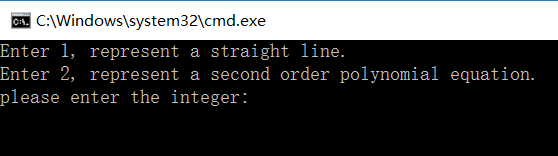 C:\Windows\system32\cmd.exe
Enter 1, represent a straight line.
Enter 2, represent a second order polynomial equation.
please enter the integer: